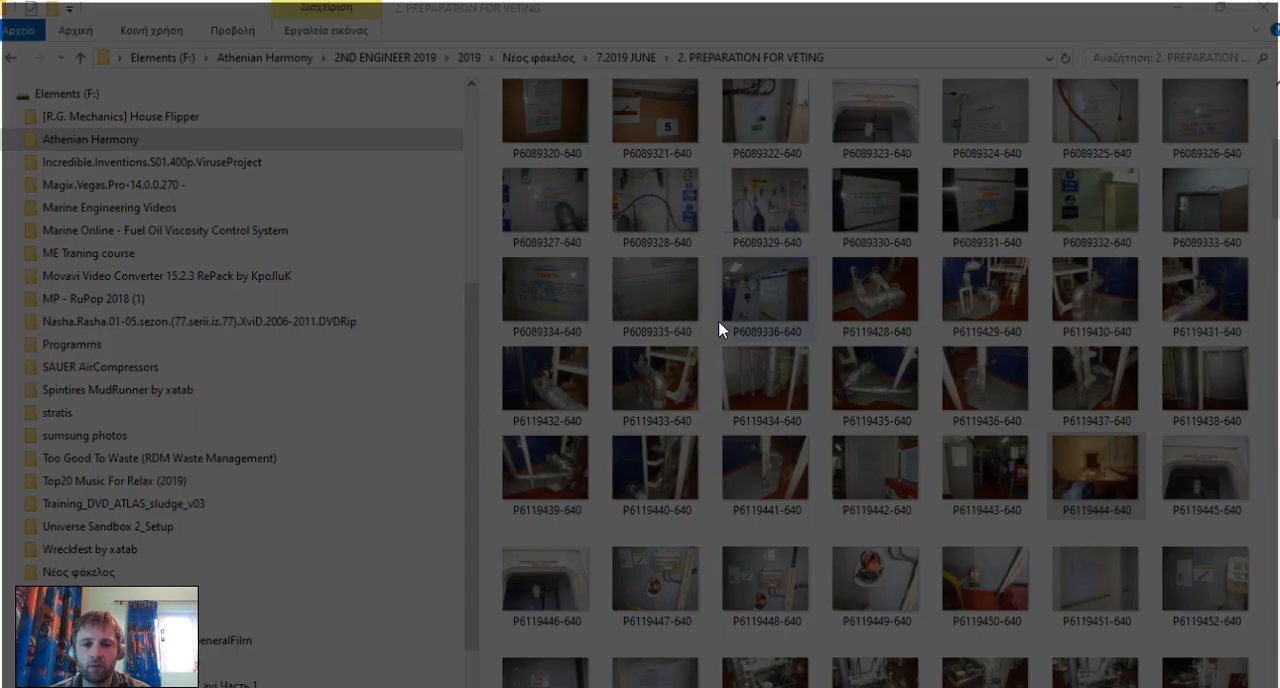 Διαχείριση
2. PREPARATION FOR VETING
Αρχείο Αρχική Κοινή χρήση Προβολή Εργαλεία εικόνας
Elements (F:) › Athenian Harmony › 2ND ENGINEER 2019 › 2019 › Νέος φάκελος › 7.2019 JUNE › 2. PREPARATION FOR VETING
Αναζήτηση: 2. PREPARATION ...
Elements (F:)
[R.G. Mechanics] House Flipper
Athenian Harmony
Incredible.Inventions.S01.400p.ViruseProject
Magix.Vegas.Pro-14.0.0.270 -
Marine Engineering Videos
Marine Online - Fuel Oil Viscosity Control System
ME Traning course
Movavi Video Converter 15.2.3 RePack by KpoJIuK
MP - RuPop 2018 (1)
Nasha.Rasha.01-05.sezon.(77.serii.iz.77).XviD.2006-2011.DVDRip
Programms
SAUER AirCompressors
Spintires MudRunner by xatab
stratis
sumsung photos
Too Good To Waste (RDM Waste Management)
Top20 Music For Relax (2019)
Training_DVD_ATLAS_sludge_v03
Universe Sandbox 2_Setup
Wreckfest by xatab
Νέος φάκελος
eneralFilm
avi Часть 1
5
P6089320-640 P6089321-640 P6089322-640 P6089323-640 P6089324-640 P6089325-640 P6089326-640
P6089327-640 P6089328-640 P6089329-640 P6089330-640 P6089331-640 P6089332-640 P6089333-640
P6089334-640 P6089335-640 P6089336-640 P6119428-640 P6119429-640 P6119430-640 P6119431-640
P6119432-640 P6119433-640 P6119434-640 P6119435-640 P6119436-640 P6119437-640 P6119438-640
P6119439-640 P6119440-640 P6119441-640 P6119442-640 P6119443-640 P6119444-640 P6119445-640
P6119446-640 P6119447-640 P6119448-640 P6119449-640 P6119450-640 P6119451-640 P6119452-640